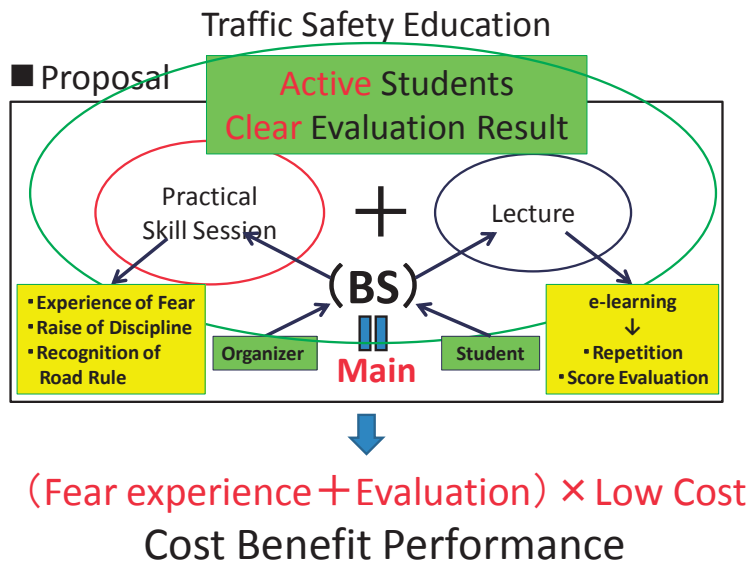 Traffic Safety Education
■ Proposal
Active Students
Clear Evaluation Result
Practical
Skill Session
+
Lecture
(BS)
▪Experience of Fear
▪Raise of Discipline
▪Recognition of
Road Rule
Organizer
Main
Student
e-learning
↓
▪Repetition
▪Score Evaluation
(Fear experience+Evaluation)×Low Cost
Cost Benefit Performance